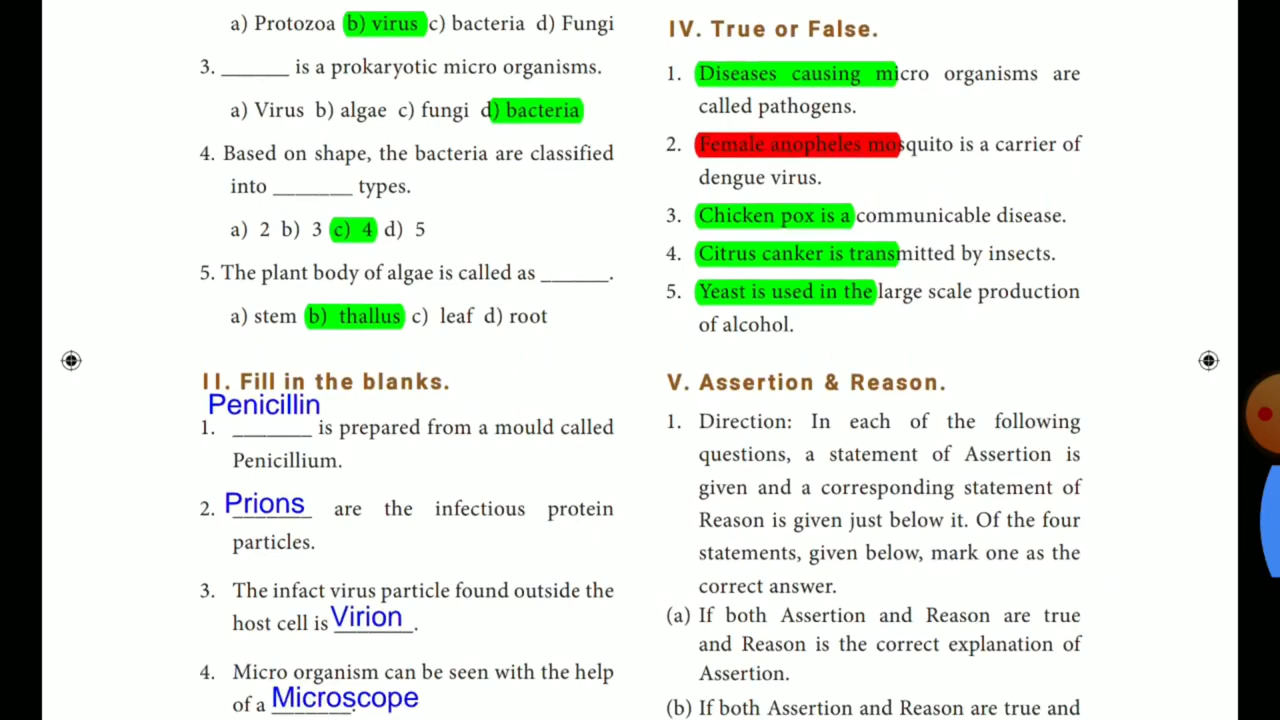 a) Protozoa b) virus c) bacteria d) Fungi
3. ______ is a prokaryotic micro organisms.
a) Virus b) algae c) fungi d) bacteria
4. Based on shape, the bacteria are classified
into _______ types.
a) 2 b) 3 c) 4 d) 5
5. The plant body of algae is called as ______.
a) stem b) thallus c) leaf d) root
II. Fill in the blanks.
Penicillin
1. _______ is prepared from a mould called
Penicillium.
2. Prions are the infectious protein
particles.
3. The infact virus particle found outside the
host cell is Virion.
4. Micro organism can be seen with the help
of a Microscope.
IV. True or False.
1. Diseases causing micro organisms are
called pathogens.
2. Female anopheles mosquito is a carrier of
dengue virus.
3. Chicken pox is a communicable disease.
4. Citrus canker is transmitted by insects.
5. Yeast is used in the large scale production
of alcohol.
V. Assertion & Reason.
1. Direction: In each of the following
questions, a statement of Assertion is
given and a corresponding statement of
Reason is given just below it. Of the four
statements, given below, mark one as the
correct answer.
(a) If both Assertion and Reason are true
and Reason is the correct explanation of
Assertion.
(b) If both Assertion and Reason are true and